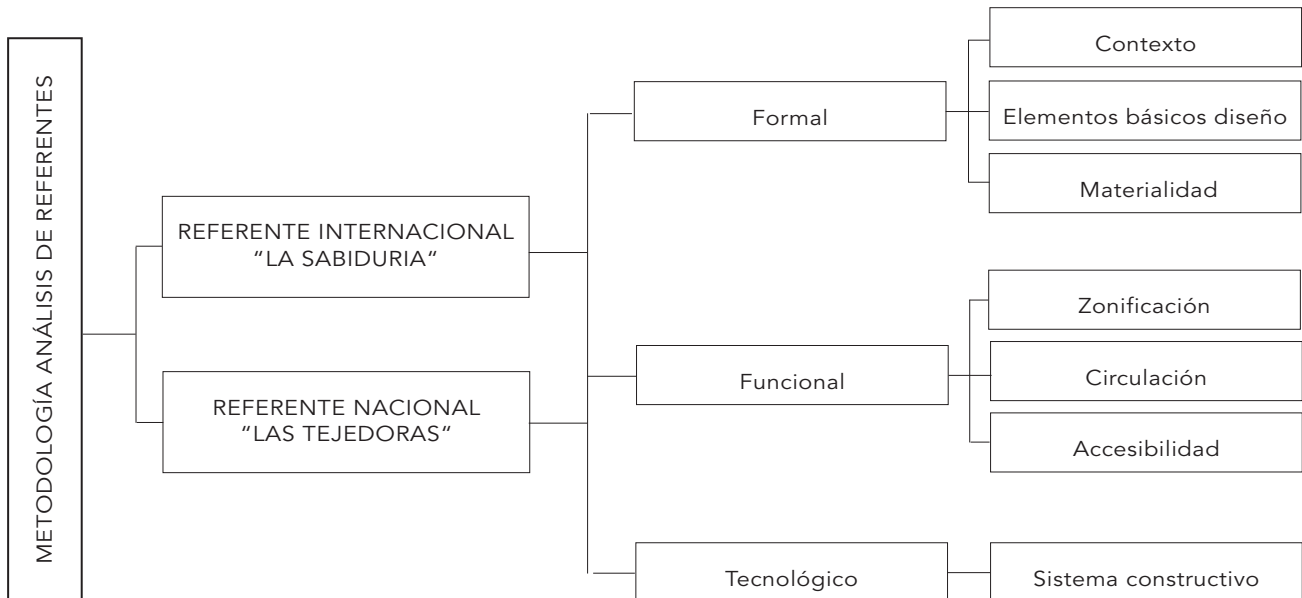 METODOLOGÍA ANÁLISIS DE REFERENTES
REFERENTE INTERNACIONAL
“LA SABIDURIA“
REFERENTE NACIONAL
“LAS TEJEDORAS“
Formal
Contexto
Elementos básicos diseño
Materialidad
Funcional
Zonificación
Circulación
Accesibilidad
Tecnológico
Sistema constructivo